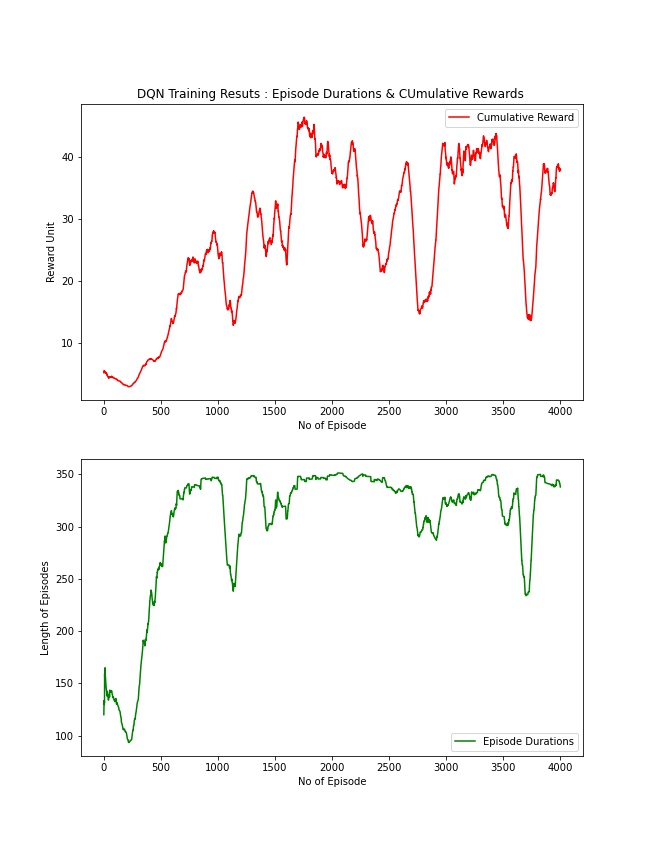 DQN Training Resuts : Episode Durations & CUmulative Rewards
Cumulative Reward
Reward Unit
40
30
20
10
0 500 1000 1500 2000 2500 3000 3500 4000
No of Episode
350
300
250
200
150
100
Length of Episodes
Episode Durations
0 500 1000 1500 2000 2500 3000 3500 4000
No of Episode